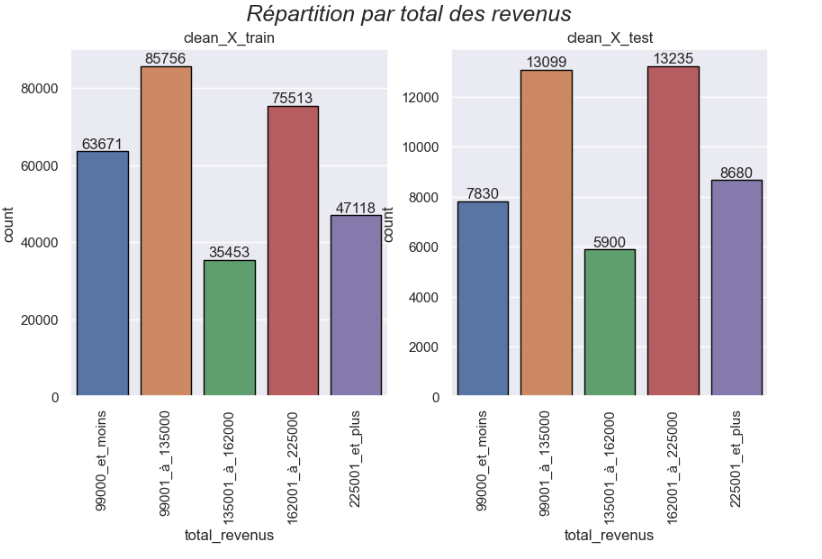 Répartition par total des revenus
clean_X_train
count
80000
60000
40000
20000
0
63671
85756
35453
75513
47118
99000_et_moins
99001_à_135000
135001_à_162000
162001_à_225000
225001_et_plus
total_revenus
clean_X_test
count
12000
10000
8000
6000
4000
2000
0
7830
13099
5900
13235
8680
99000_et_moins
99001_à_135000
135001_à_162000
162001_à_225000
225001_et_plus
total_revenus